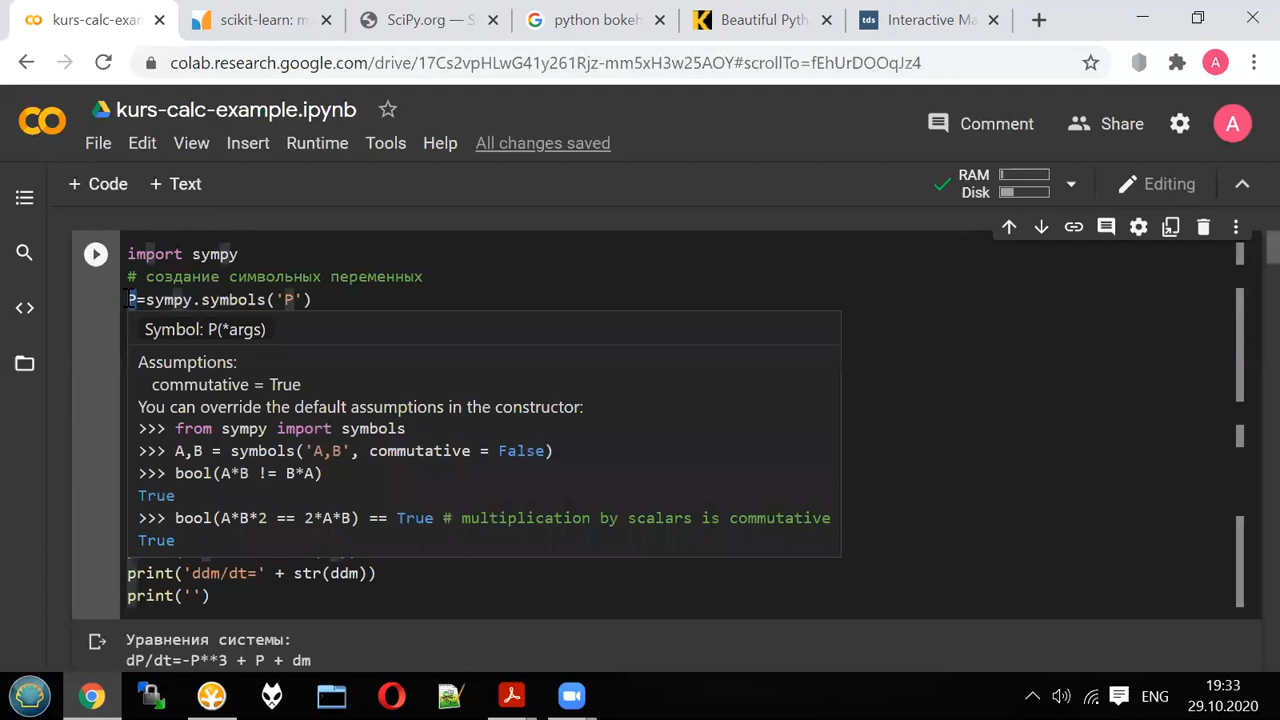 kurs-calc-exan
scikit-learn: m
SciPy.org — S
python bokeh
Beautiful Pyth
tds
Interactive Ma
colab.research.google.com/drive/17Cs2vpHLwG41y261Rjz-mm5xH3w25AOY#scrollTo=fEhUrDOOqJz4
A
kurs-calc-example.ipynb
Comment
Share
A
File Edit View Insert Runtime Tools Help All changes saved
+ Code + Text
RAM
Disk
Editing
import sympy
# создание символьных переменных
P=sympy.symbols('P')
Symbol: P(*args)
Assumptions:
commutative = True
You can override the default assumptions in the constructor:
>>> from sympy import symbols
>>> A,B = symbols('A,B', commutative = False)
>>> bool(A*B != B*A)
True
>>> bool(A*B*2 == 2*A*B) == True # multiplication by scalars is commutative
True
print('ddm/dt=' + str(ddm))
print('')
Уравнения системы:
dP/dt=-P**3 + P + dm
ENG
19:33
29.10.2020